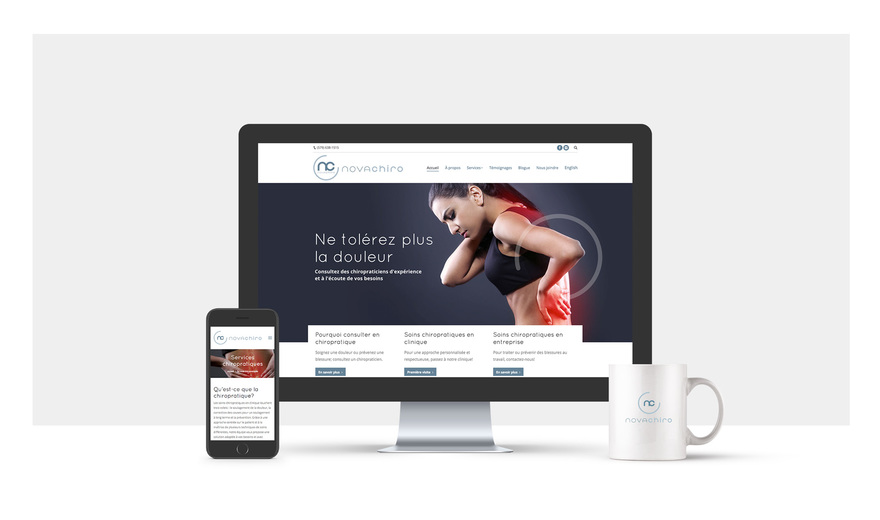 Accueil
À propos
Services
Témoignages
Blogue
Nous joindre
English
nc
novachiro
Ne tolérez plus
la douleur
Consultez des chiropraticiens d'expérience
et à l'écoute de vos besoins
Pourquoi consulter en
chiropratique
Soignez une douleur ou prévenez une
blessure; consultez un chiropraticien.
En savoir plus
Soins chiropratiques en
clinique
Pour une approche personnalisée et
respectueuse, passez à notre clinique!
Première visite
Soins chiropratiques en
entreprise
Pour traiter ou prévenir des blessures au
travail, contactez-nous!
En savoir plus
nc
novachiro
Services
chiropratiques
Qu'est-ce que la
chiropratique?
nc
novachiro